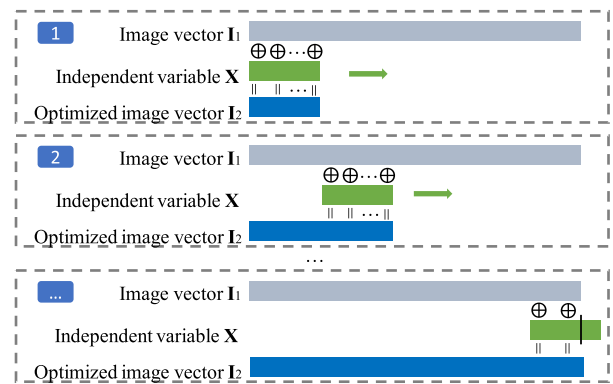 1 Image vector I₁
⊕ ⊕ ⋯ ⊕
Independent variable X
|| || ⋯ ||
Optimized image vector I₂
2 Image vector I₁
⊕ ⊕ ⋯ ⊕
Independent variable X
|| || ⋯ ||
Optimized image vector I₂
⋯
... Image vector I₁
⊕ ⊕
Independent variable X
|| ||
Optimized image vector I₂